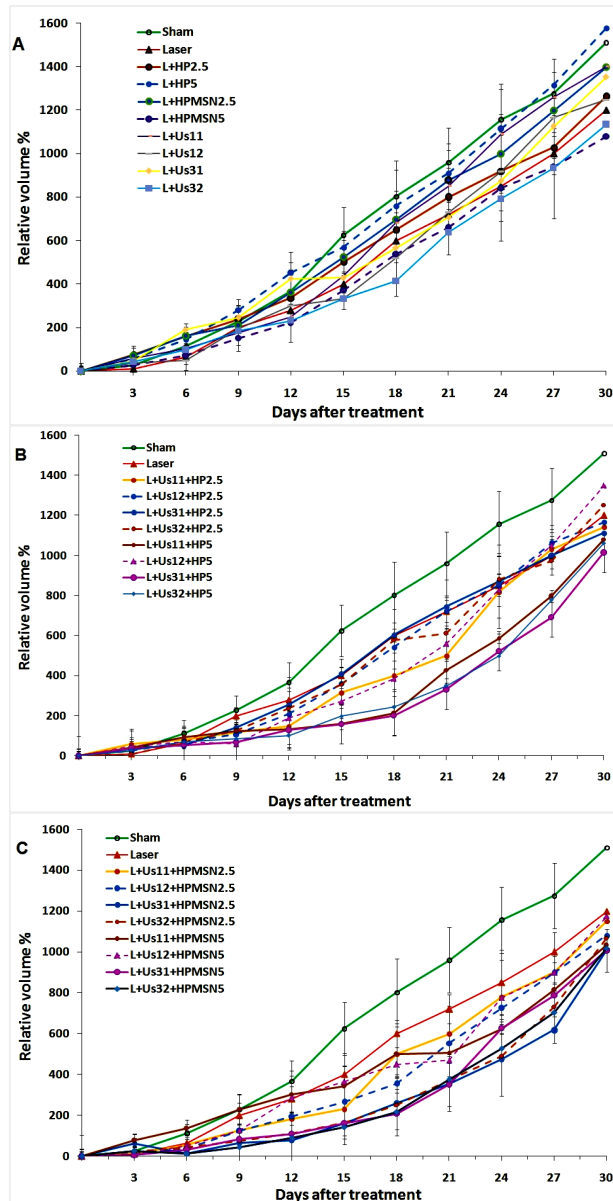 A
1600
1400
1200
1000
800
600
400
200
0
Relative volume %
Sham
Laser
L+HP2.5
L+HP5
L+HPMSN2.5
L+HPMSN5
L+Us11
L+Us12
L+Us31
L+Us32
3 6 9 12 15 18 21 24 27 30
Days after treatment
B
1600
1400
1200
1000
800
600
400
200
0
Relative volume %
Sham
Laser
L+Us11+HP2.5
L+Us12+HP2.5
L+Us31+HP2.5
L+Us32+HP2.5
L+Us11+HP5
L+Us12+HP5
L+Us31+HP5
L+Us32+HP5
3 6 9 12 15 18 21 24 27 30
Days after treatment
C
1600
1400
1200
1000
800
600
400
200
0
Relative volume %
Sham
Laser
L+Us11+HPMSN2.5
L+Us12+HPMSN2.5
L+Us31+HPMSN2.5
L+Us32+HPMSN2.5
L+Us11+HPMSN5
L+Us12+HPMSN5
L+Us31+HPMSN5
L+Us32+HPMSN5
3 6 9 12 15 18 21 24 27 30
Days after treatment